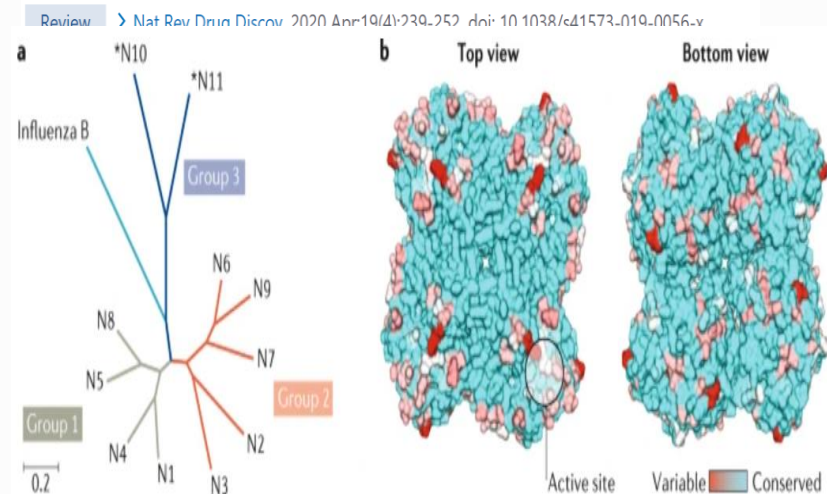 Review > Nat Rev Drug Discov. 2020 Apr;19(4):239-252. doi: 10.1038/s41573-019-0056-x
a
*N10
*N11
Influenza B
Group 3
N6
N9
N8
N7
N5
Group 2
Group 1
N4
N1
N2
N3
0.2
b
Top view
Bottom view
Active site
Variable
Conserved